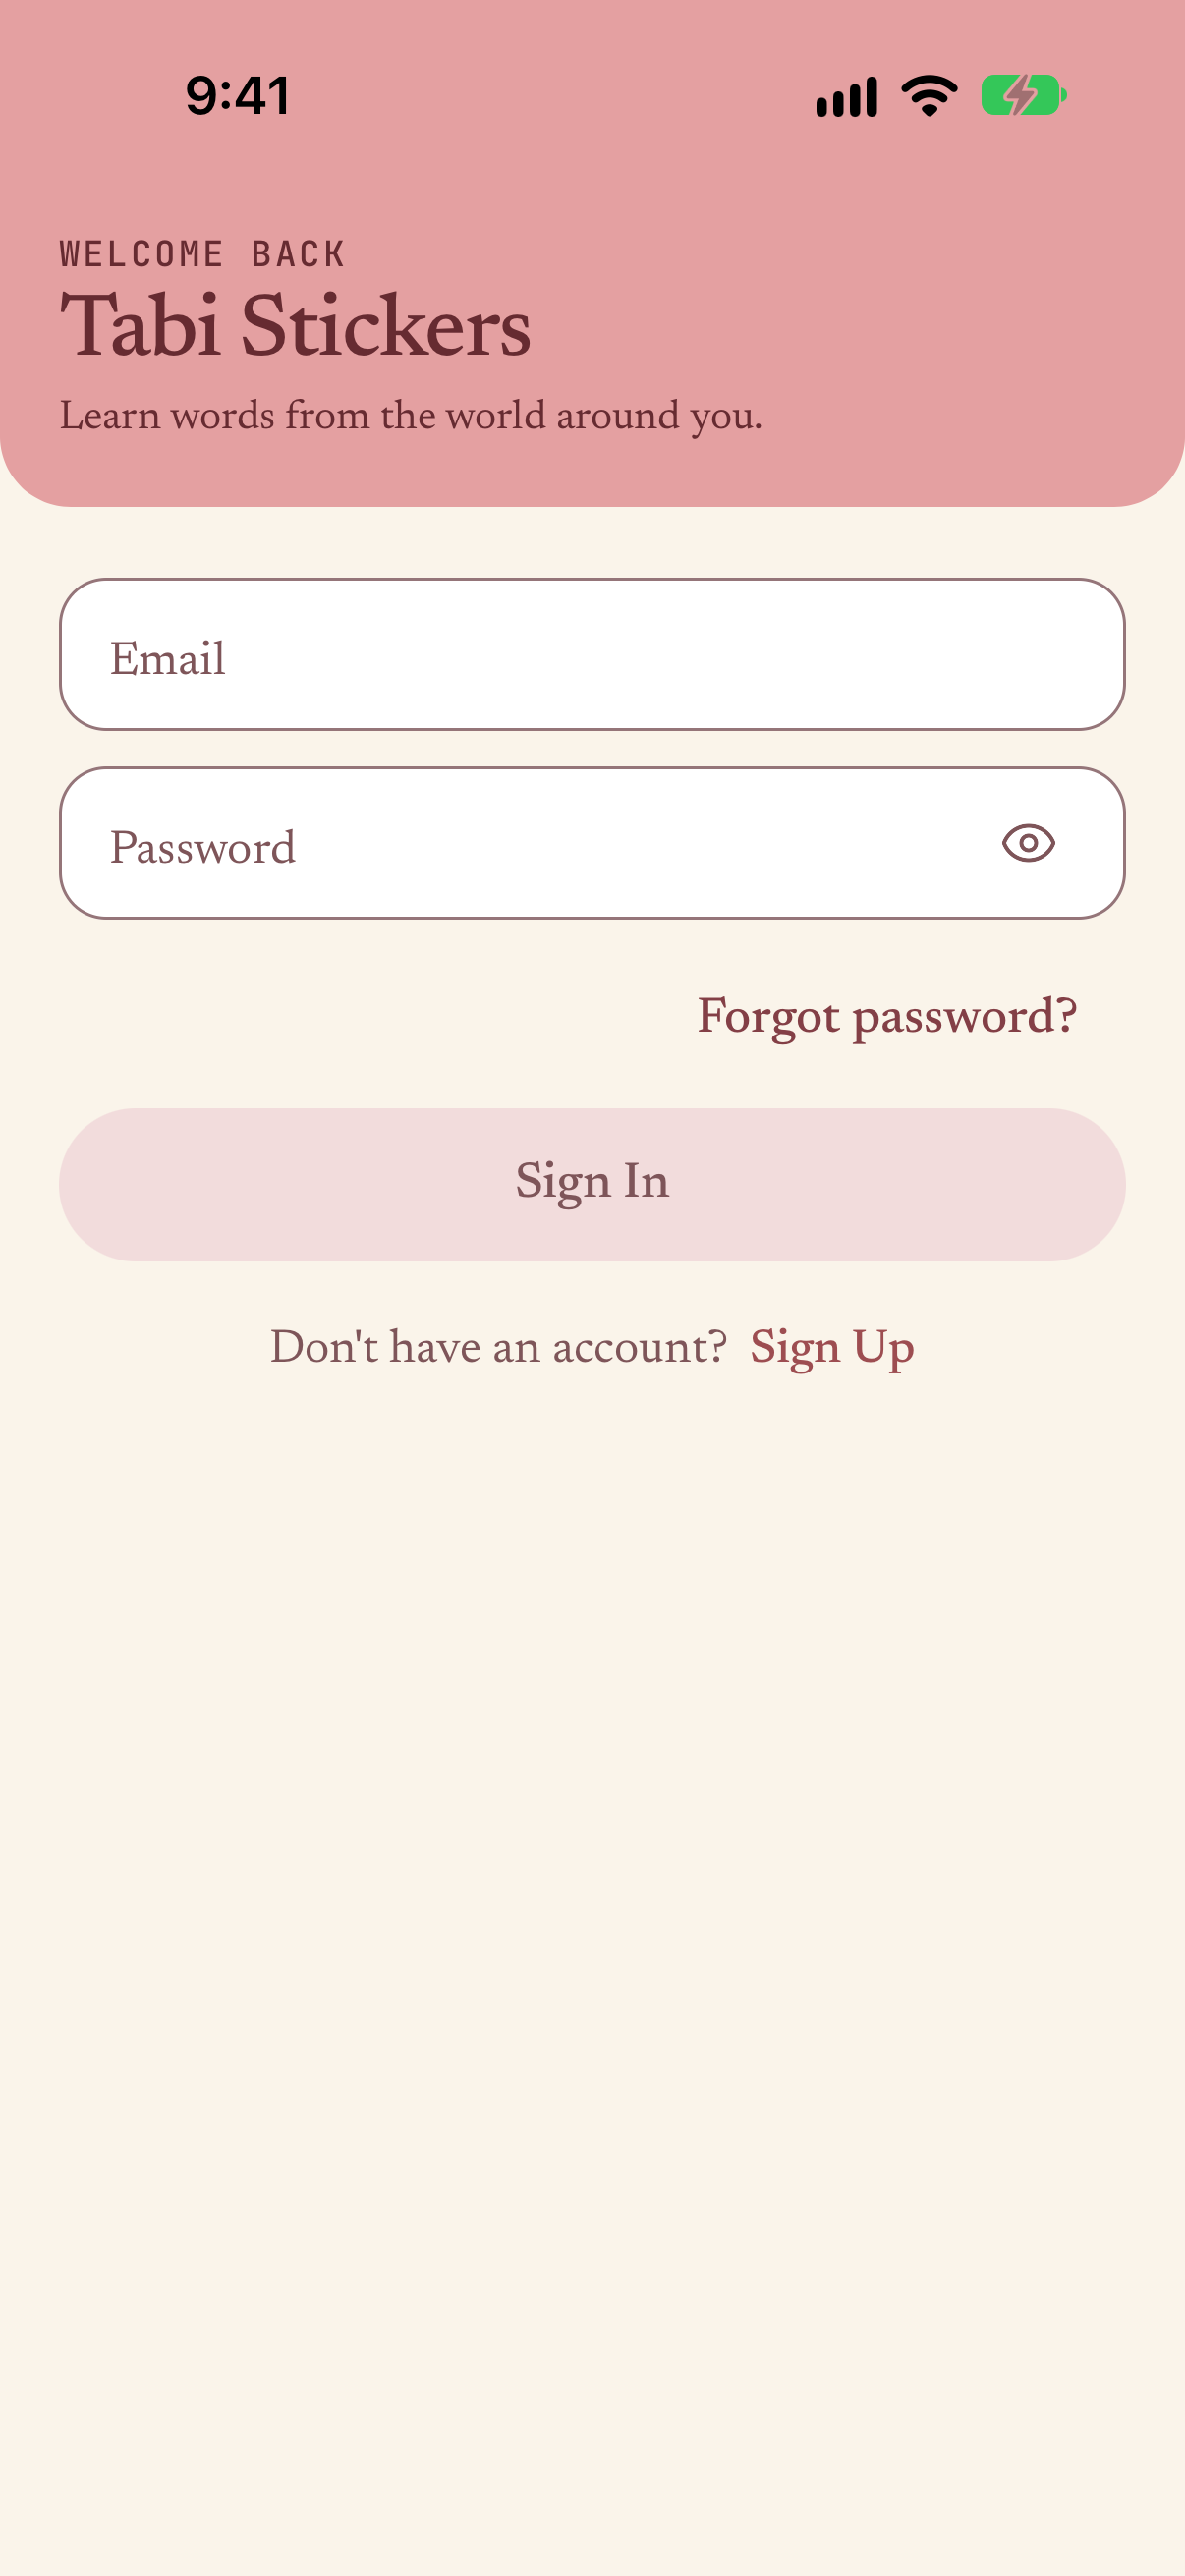 9:41
WELCOME BACK
Tabi Stickers
Learn words from the world around you.
Email
Password
Forgot password?
Sign In
Don't have an account? Sign Up